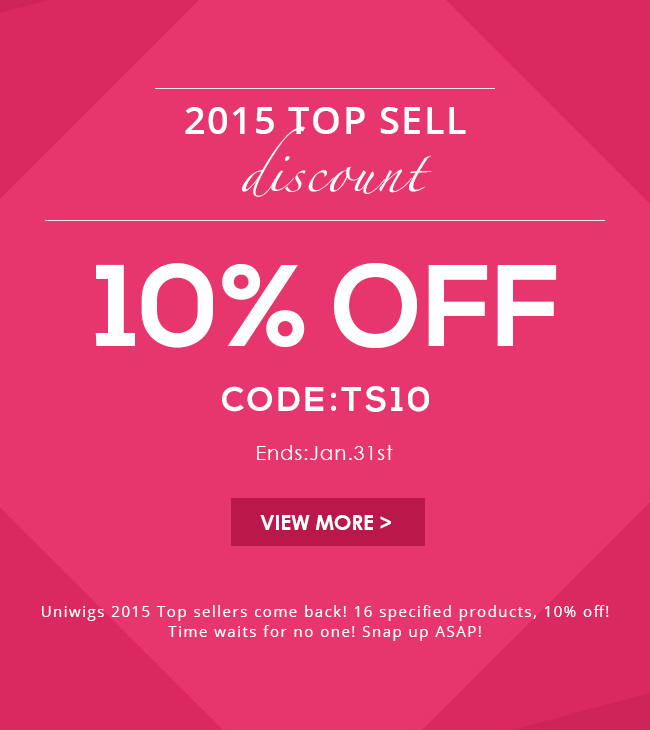 2015 TOP SELL
discount
10% OFF
CODE:TS10
Ends:Jan.31st
VIEW MORE >
Uniwigs 2015 Top sellers come back! 16 specified products, 10% off!
Time waits for no one! Snap up ASAP!